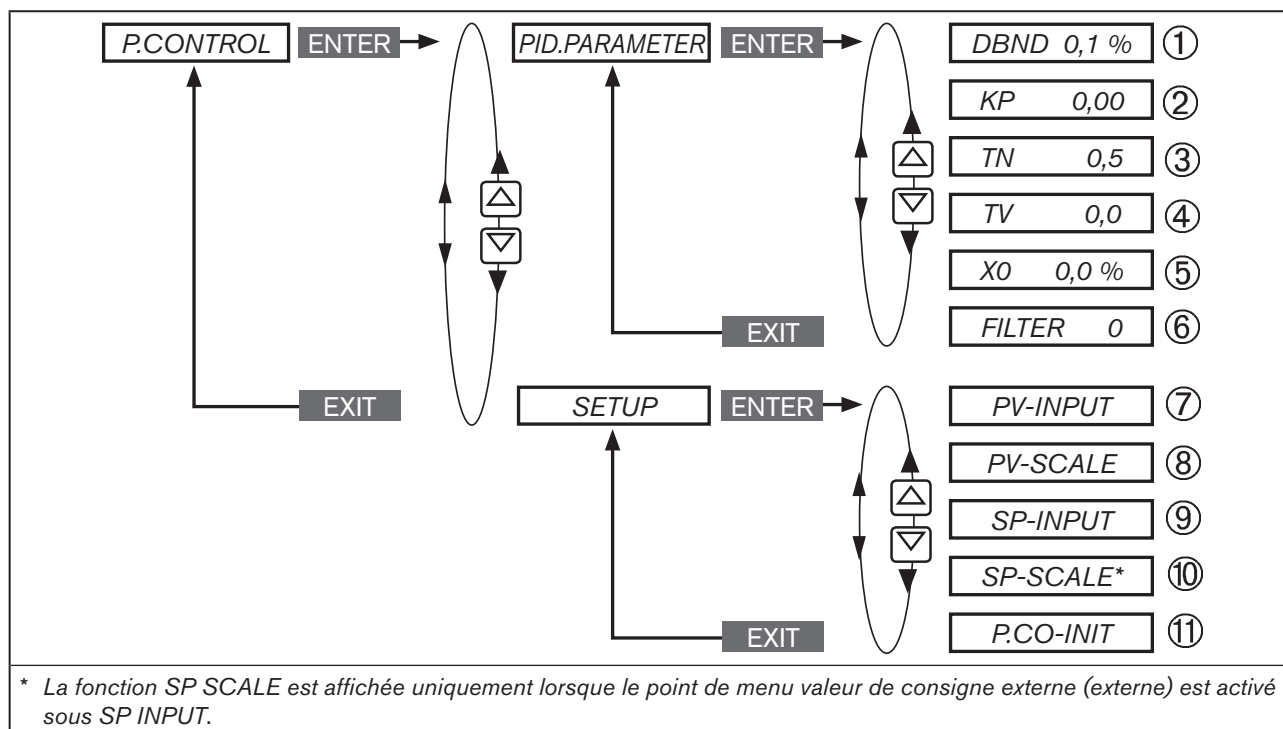 P.CONTROL ENTER PID.PARAMETER ENTER DBND 0,1 % ①
KP 0,00 ②
TN 0,5 ③
TV 0,0 ④
X0 0,0 % ⑤
EXIT FILTER 0 ⑥
EXIT SETUP ENTER PV-INPUT ⑦
PV-SCALE ⑧
SP-INPUT ⑨
SP-SCALE* ⑩
EXIT P.CO-INIT ⑪
* La fonction SP SCALE est affichée uniquement lorsque le point de menu valeur de consigne externe (externe) est activé
sous SP INPUT.